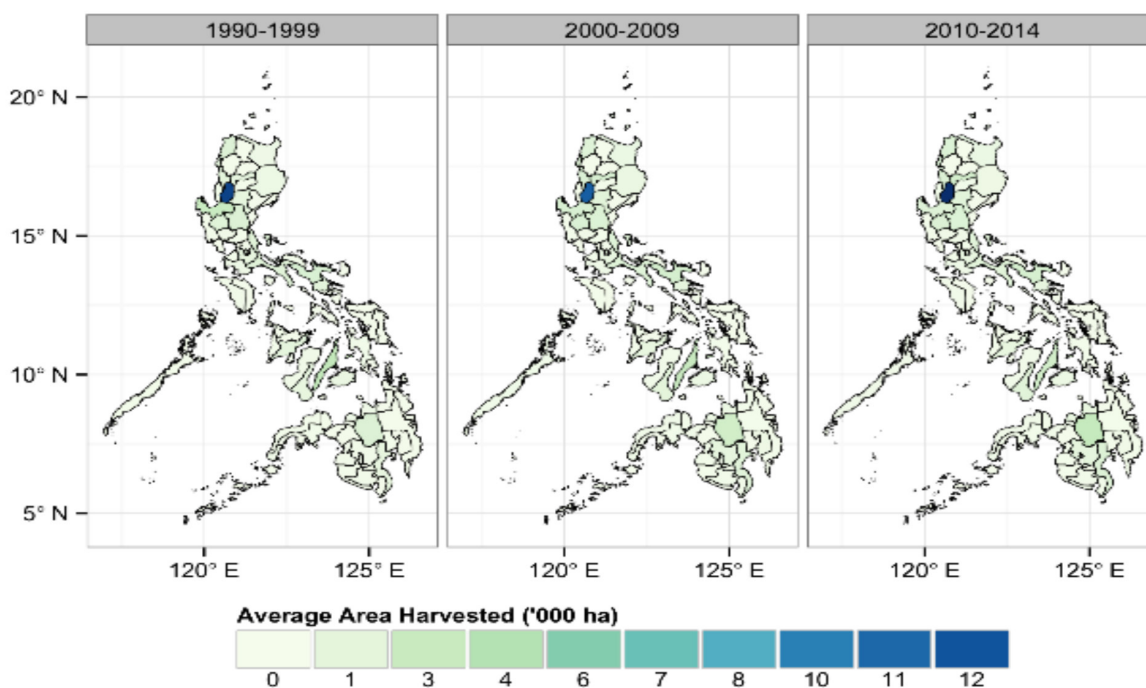 1990-1999 2000-2009 2010-2014
20° N
15° N
10° N
5° N
120° E 125° E 120° E 125° E 120° E 125° E
Average Area Harvested ('000 ha)
0 1 3 4 6 7 8 10 11 12